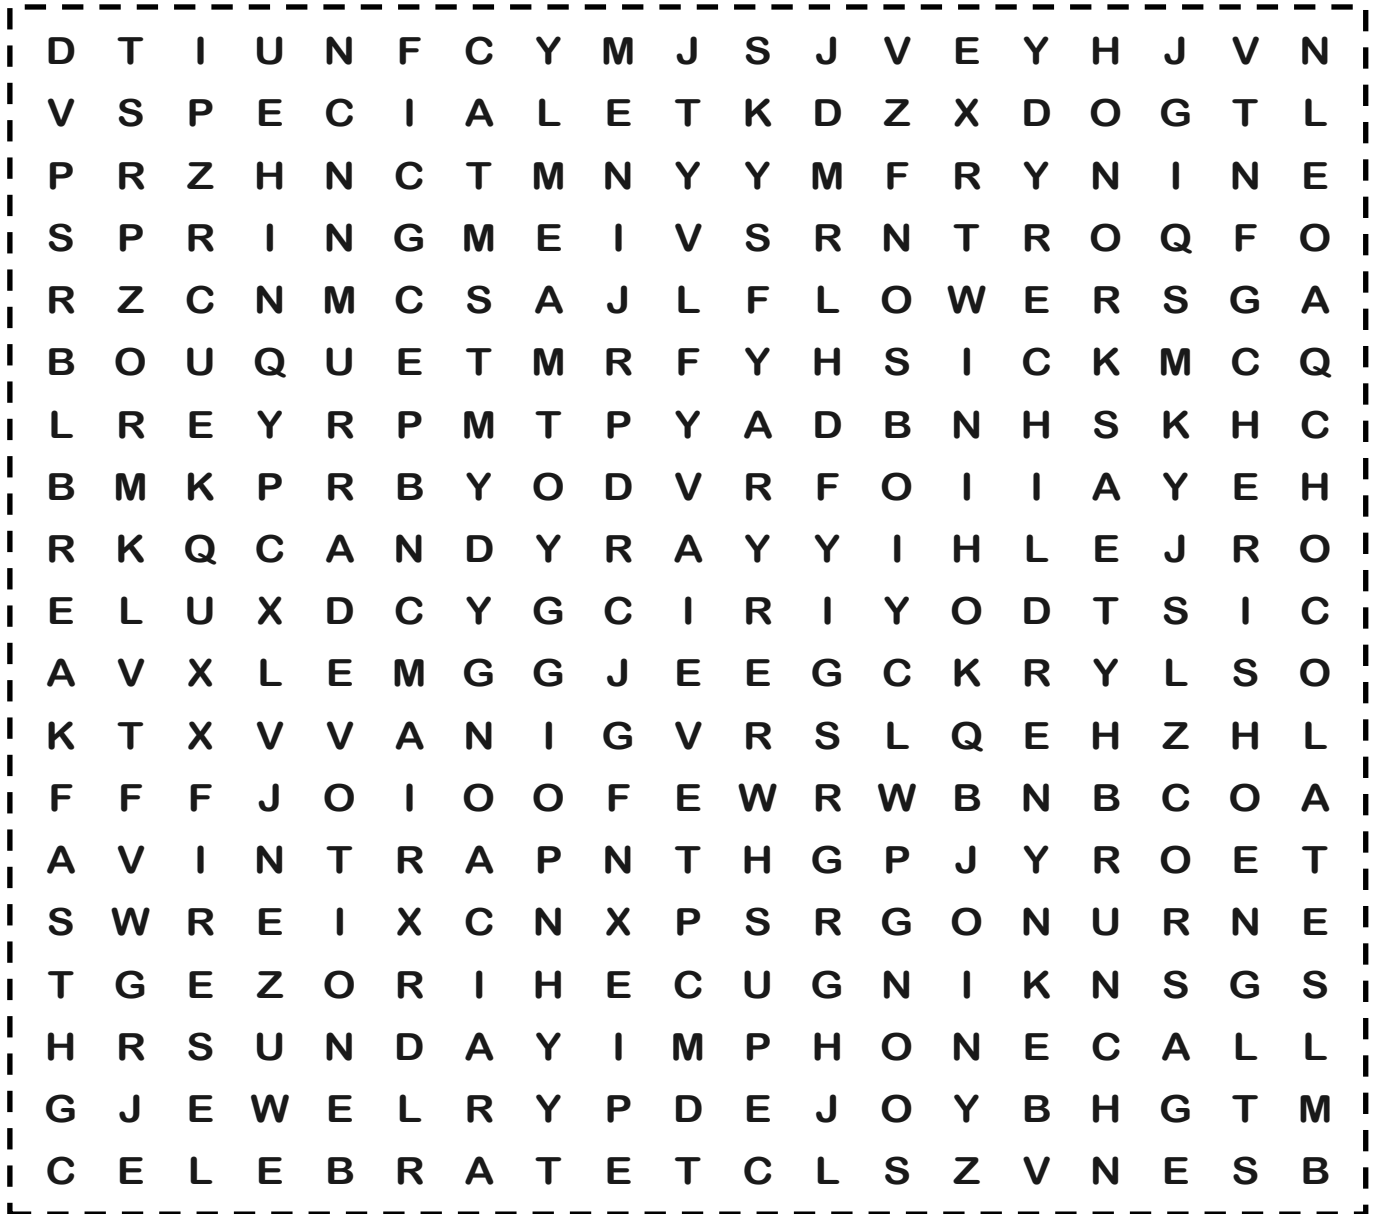 D T I U N F C Y M J S J V E Y H J V N
V S P E C I A L E T K D Z X D O G T L
P R Z H N C T M N Y Y M F R Y N I N E
S P R I N G M E I V S R N T R O Q F O
R Z C N M C S A J L F L O W E R S G A
B O U Q U E T M R F Y H S I C K M C Q
L R E Y R P M T P Y A D B N H S K H C
B M K P R B Y O D V R F O I I A Y E H
R K Q C A N D Y R A Y Y I H L E J R O
E L U X D C Y G C I R I Y O D T S I C
A V X L E M G G J E E G C K R Y L S O
K T X V V A N I G V R S L Q E H Z H L
F F F J O I O O F E W R W B N B C O A
A V I N T R A P N T H G P J Y R O E T
S W R E I X C N X P S R G O N U R N E
T G E Z O R I H E C U G N I K N S G S
H R S U N D A Y I M P H O N E C A L L
G J E W E L R Y P D E J O Y B H G T M
C E L E B R A T E T C L S Z V N E S B